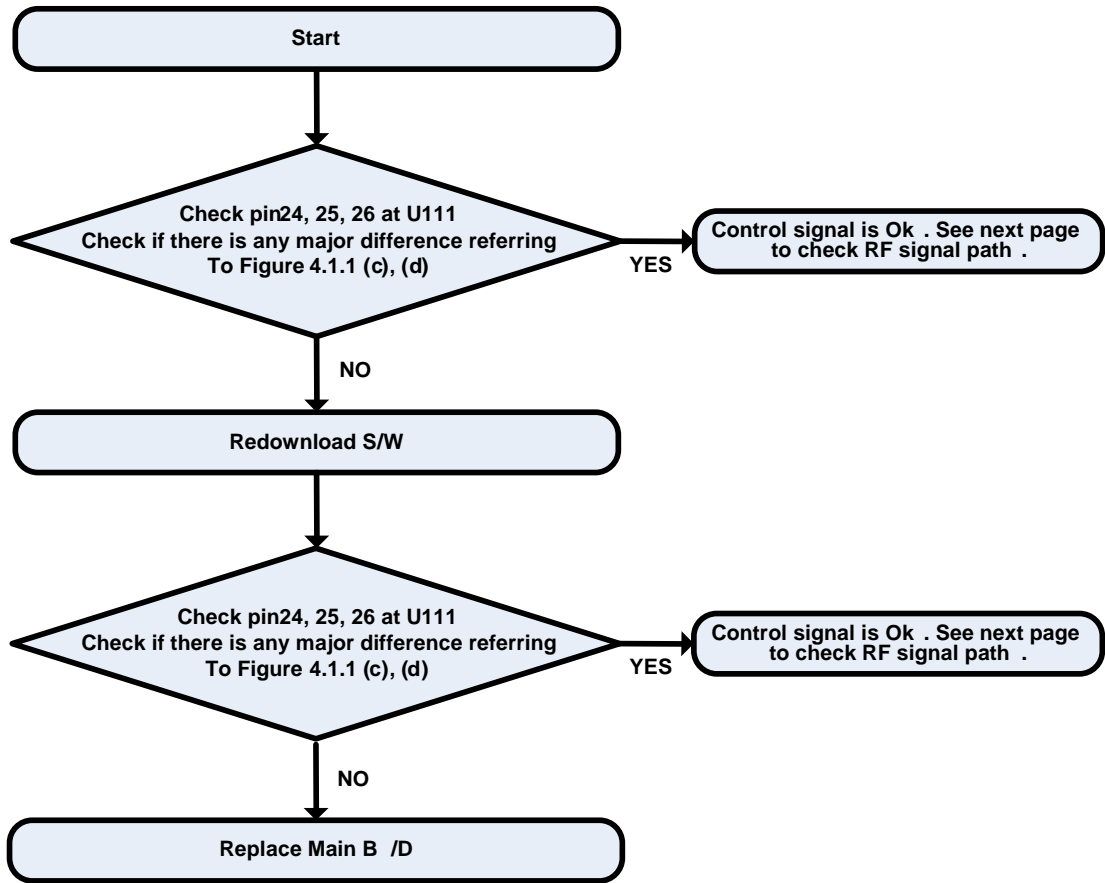 Start
Check pin24, 25, 26 at U111
Check if there is any major difference referring
To Figure 4.1.1 (c), (d)
YES
Control signal is Ok . See next page
to check RF signal path .
NO
Redownload S/W
Check pin24, 25, 26 at U111
Check if there is any major difference referring
To Figure 4.1.1 (c), (d)
YES
Control signal is Ok . See next page
to check RF signal path .
NO
Replace Main B /D